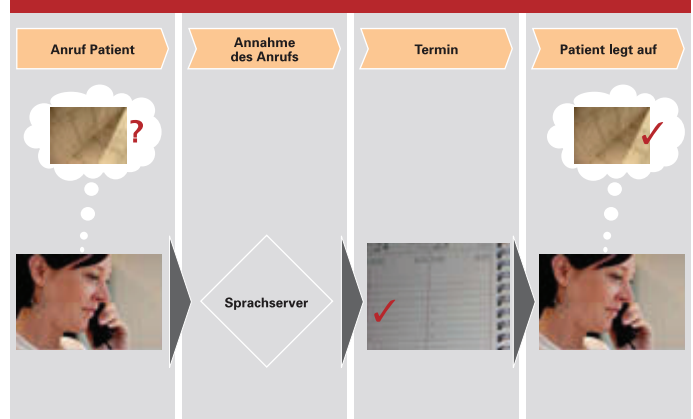 Anruf Patient
Annahme
des Anrufs
Termin
Patient legt auf
?
Sprachserver